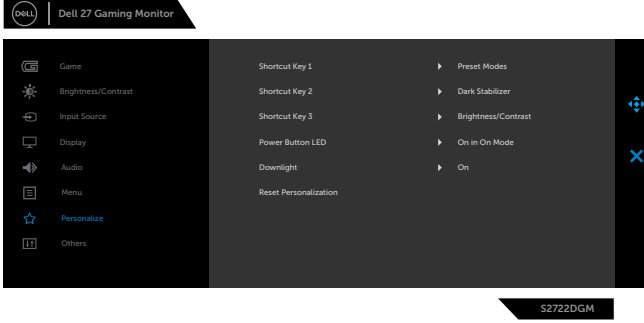 DELL Dell 27 Gaming Monitor
Game Shortcut Key 1 Preset Modes
Brightness/Contrast Shortcut Key 2 Dark Stabilizer
Input Source Shortcut Key 3 Brightness/Contrast
Display Power Button LED On in On Mode
Audio Downlight On
Menu Reset Personalization
Personalize
Others
S2722DGM